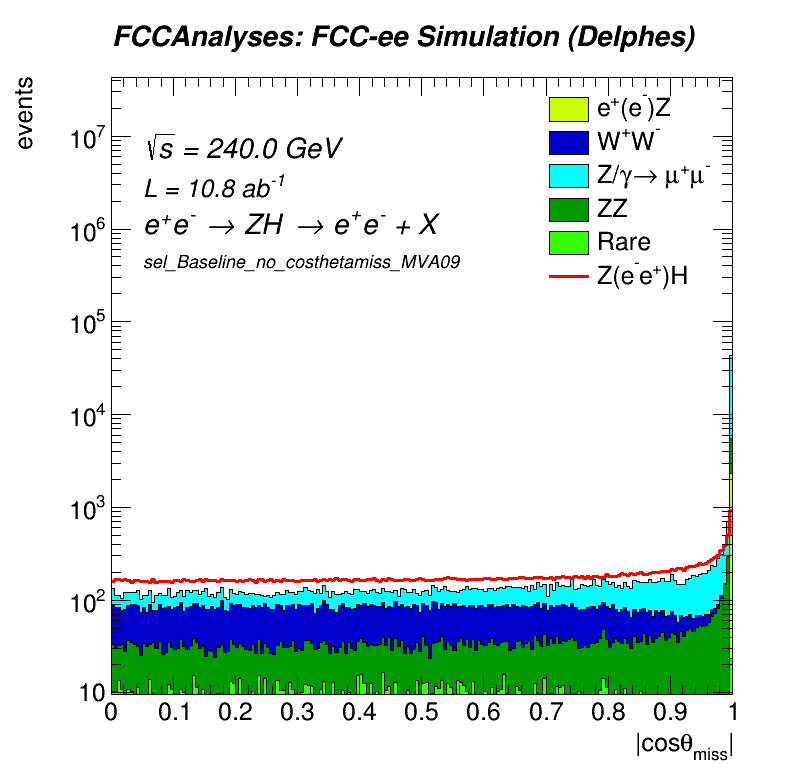 FCCAnalyses: FCC-ee Simulation (Delphes)
events
√s = 240.0 GeV
L = 10.8 ab⁻¹
e⁺e⁻ → ZH → e⁺e⁻ + X
sel_Baseline_no_costhetamiss_MVA09
e⁺(e⁻)Z
W⁺W⁻
Z/γ→ μ⁺μ⁻
ZZ
Rare
Z(e⁻e⁺)H
10⁷
10⁶
10⁵
10⁴
10³
10²
10
0 0.1 0.2 0.3 0.4 0.5 0.6 0.7 0.8 0.9 1
|cosθ_miss|